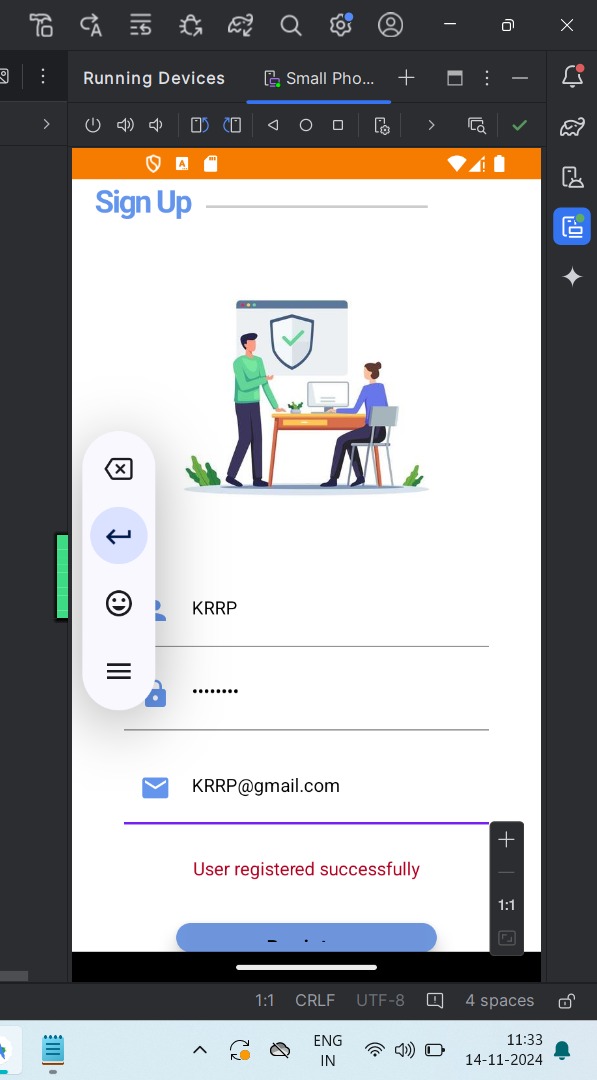 Running Devices
Small Pho...
Sign Up
KRRP
••••••••
KRRP@gmail.com
User registered successfully
1:1
1:1 CRLF UTF-8 4 spaces
ENG
IN
11:33
14-11-2024